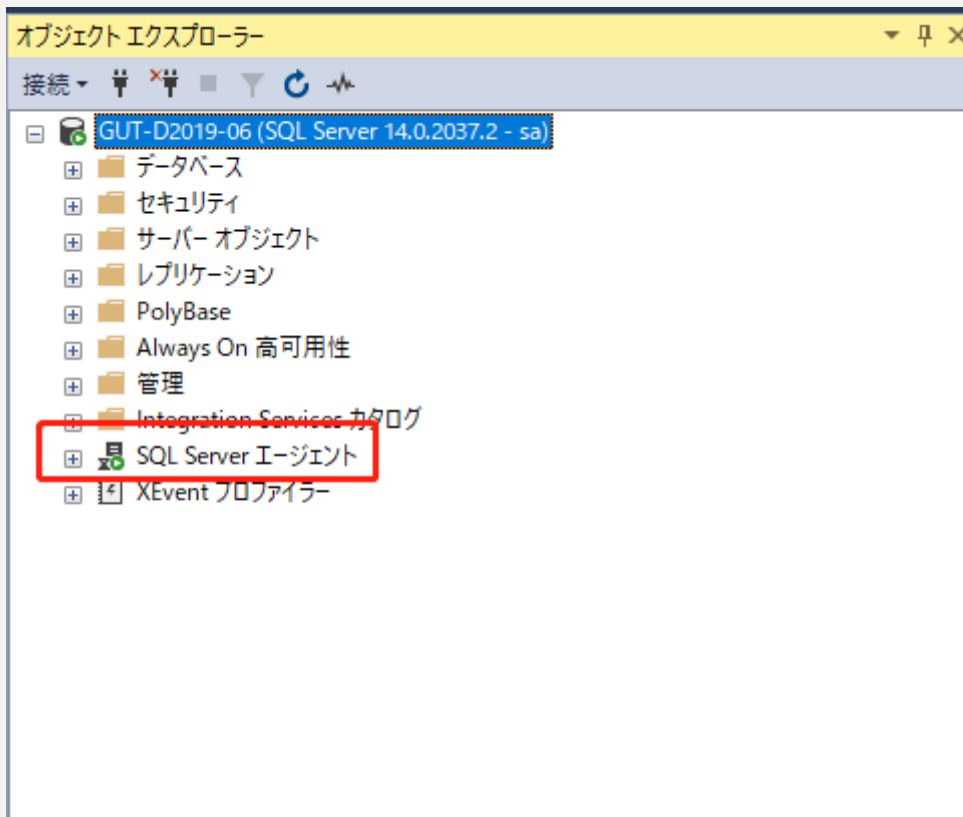 オブジェクト エクスプローラー
接続
GUT-D2019-06 (SQL Server 14.0.2037.2 - sa)
データベース
セキュリティ
サーバー オブジェクト
レプリケーション
PolyBase
Always On 高可用性
管理
Integration Services カタログ
SQL Server エージェント
XEvent プロファイラー